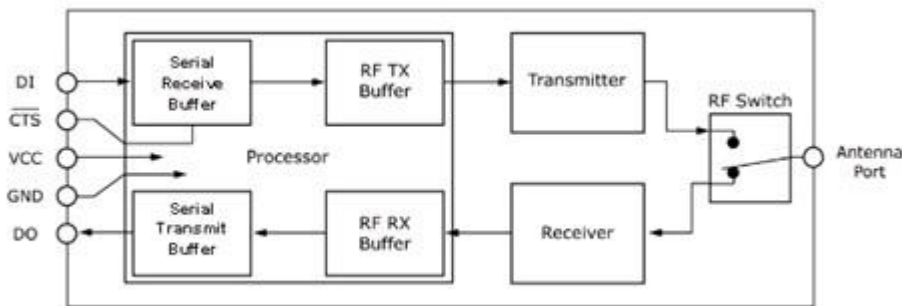 DI
CTS
VCC
GND
DO
Serial
Receive
Buffer
RF TX
Buffer
Processor
Serial
Transmit
Buffer
RF RX
Buffer
Transmitter
Receiver
RF Switch
Antenna
Port